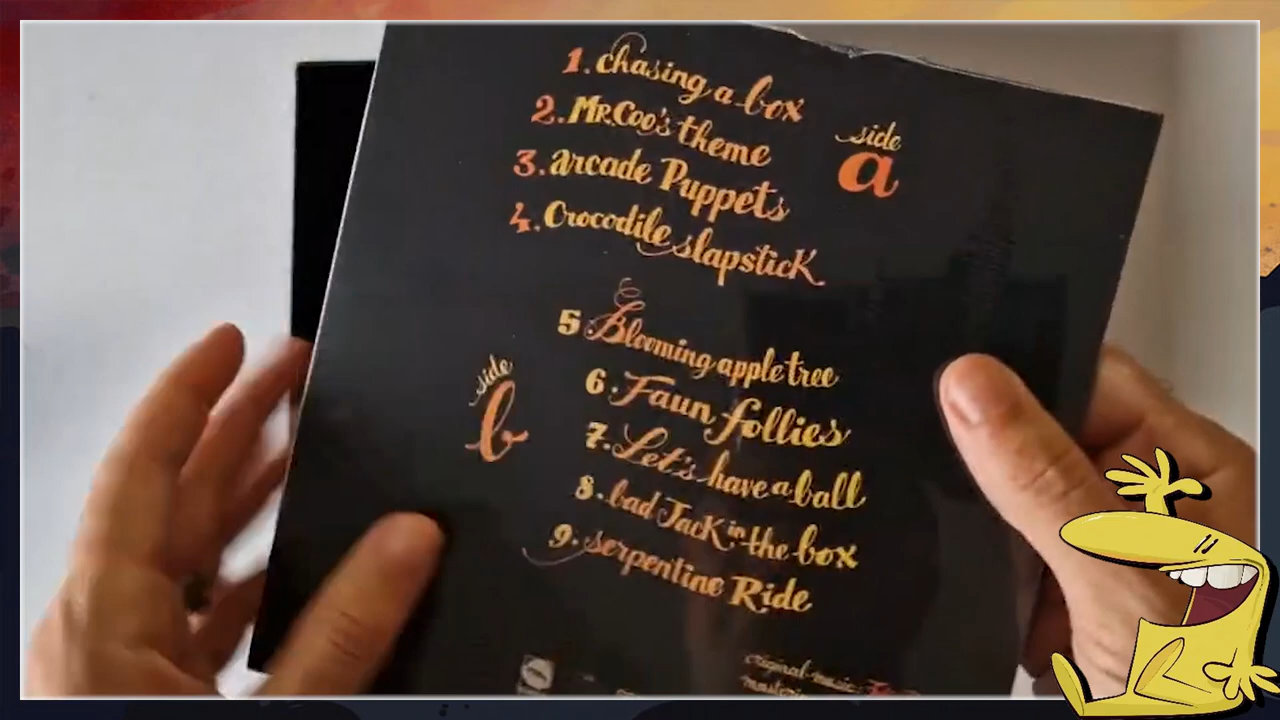 1. chasing a box
2. Mr. Coo's theme
3. arcade Puppets
4. Crocodile slapstick
side
a
5. Blooming apple tree
6. Faun follies
7. Let's have a ball
8. bad Jack in the box
9. serpentine Ride
side
b
original music: